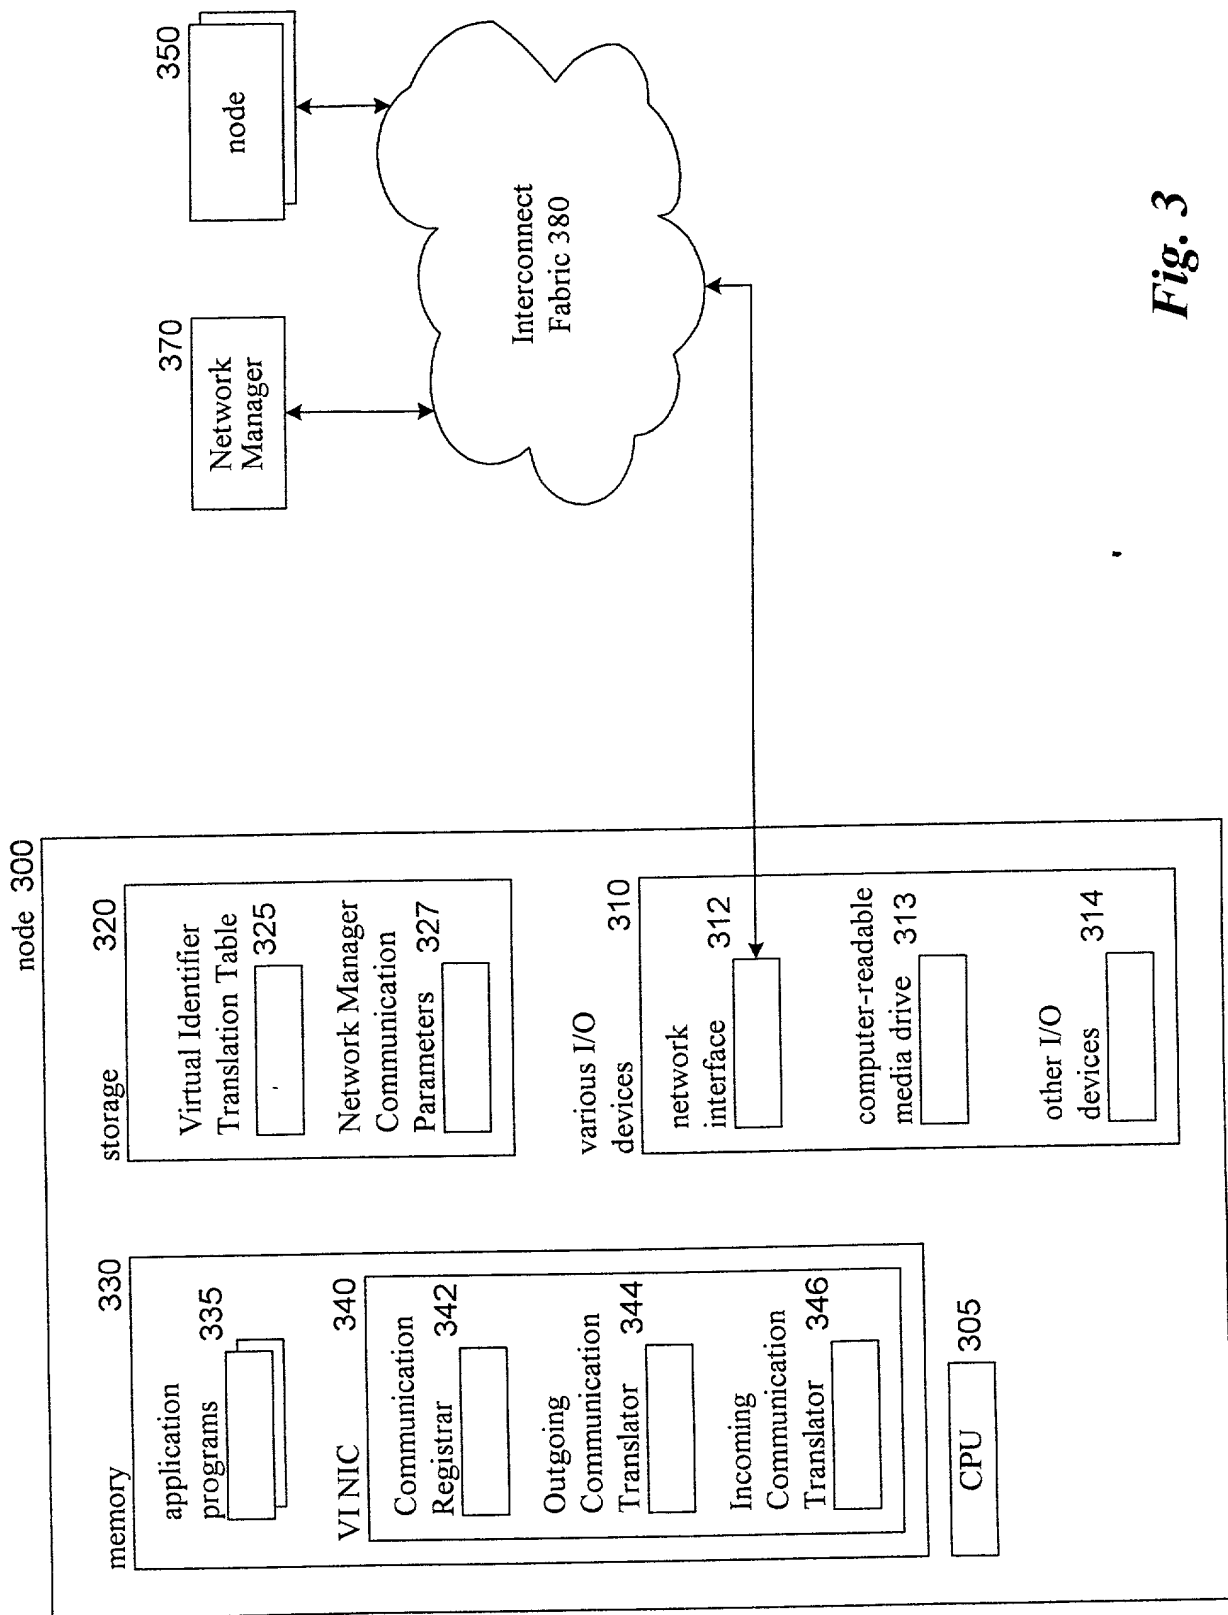 node 300
memory 330
application
programs 335
VI NIC 340
Communication
Registrar 342
Outgoing
Communication
Translator 344
Incoming
Communication
Translator 346
CPU 305
storage 320
Virtual Identifier
Translation Table
325
Network Manager
Communication
Parameters 327
various I/O
devices 310
network
interface 312
computer-readable
media drive 313
other I/O
devices 314
370
Network
Manager
350
node
Interconnect
Fabric 380
Fig. 3